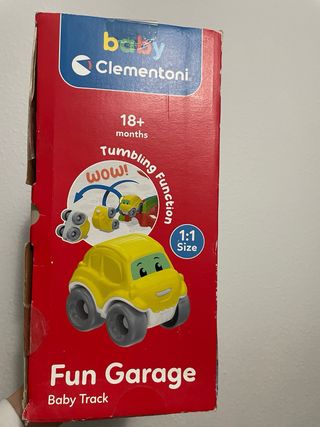 baby
Clementoni
18+
months
Tumbling Function
WOW!
1:1
Size
Fun Garage
Baby Track